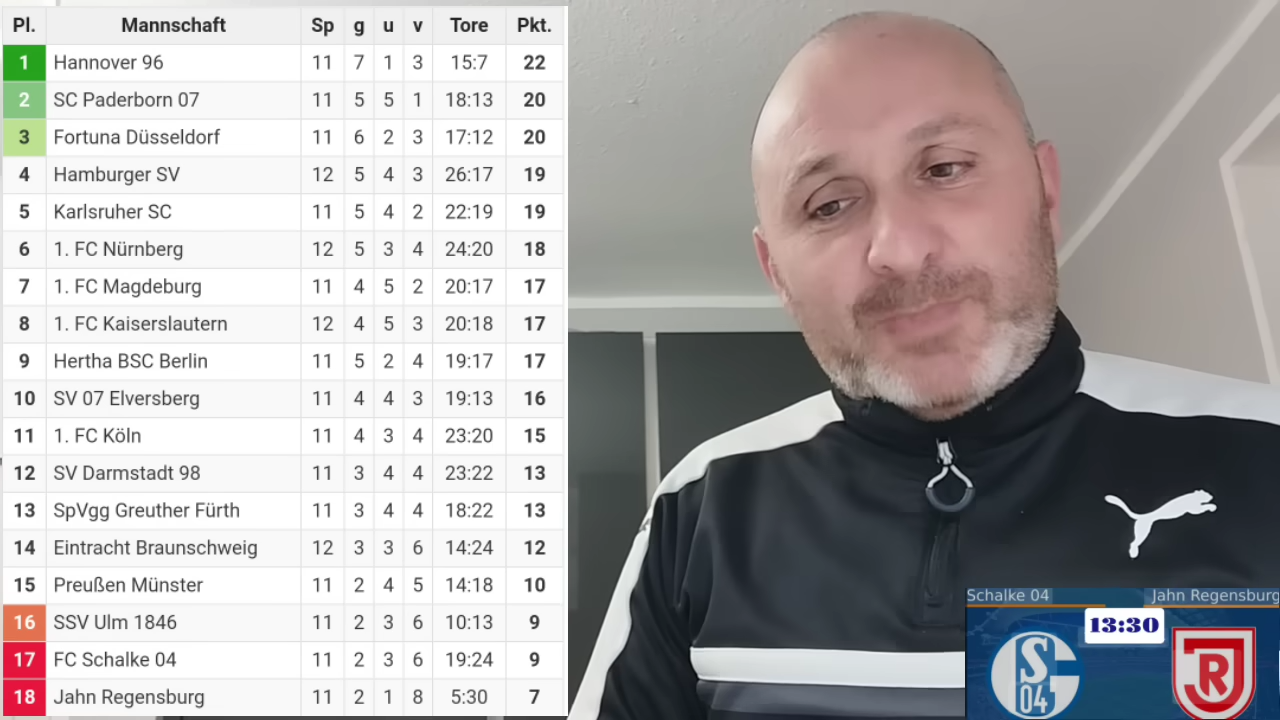 Pl. Mannschaft Sp g u v Tore Pkt.
1 Hannover 96 11 7 1 3 15:7 22
2 SC Paderborn 07 11 5 5 1 18:13 20
3 Fortuna Düsseldorf 11 6 2 3 17:12 20
4 Hamburger SV 12 5 4 3 26:17 19
5 Karlsruher SC 11 5 4 2 22:19 19
6 1. FC Nürnberg 12 5 3 4 24:20 18
7 1. FC Magdeburg 11 4 5 2 20:17 17
8 1. FC Kaiserslautern 12 4 5 3 20:18 17
9 Hertha BSC Berlin 11 5 2 4 19:17 17
10 SV 07 Elversberg 11 4 4 3 19:13 16
11 1. FC Köln 11 4 3 4 23:20 15
12 SV Darmstadt 98 11 3 4 4 23:22 13
13 SpVgg Greuther Fürth 11 3 4 4 18:22 13
14 Eintracht Braunschweig 12 3 3 6 14:24 12
15 Preußen Münster 11 2 4 5 14:18 10
16 SSV Ulm 1846 11 2 3 6 10:13 9
17 FC Schalke 04 11 2 3 6 19:24 9
18 Jahn Regensburg 11 2 1 8 5:30 7
Schalke 04 Jahn Regensburg
13:30
S
04
R